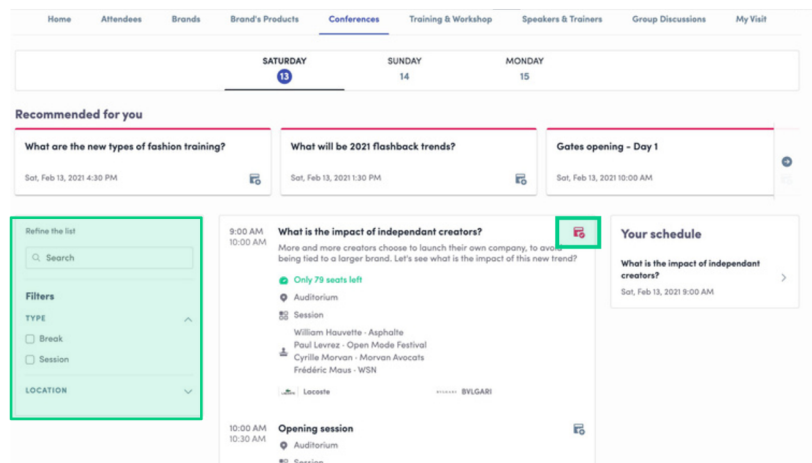 Home Attendees Brands Brand's Products Conferences Training & Workshop Speakers & Trainers Group Discussions My Visit
SATURDAY SUNDAY MONDAY
13 14 15
Recommended for you
What are the new types of fashion training?
Sat, Feb 13, 2021 4:30 PM
What will be 2021 flashback trends?
Sat, Feb 13, 2021 1:30 PM
Gates opening - Day 1
Sat, Feb 13, 2021 10:00 AM
Refine the list
Search
Filters
TYPE
Break
Session
LOCATION
9:00 AM What is the impact of independent creators?
10:00 AM More and more creators choose to launch their own company, to avoid
being tied to a larger brand. Let's see what is the impact of this new trend?
Only 79 seats left
Auditorium
Session
William Hauvette - Asphalte
Paul Levrez - Open Mode Festival
Cyrille Morvan - Morvan Avocats
Frédéric Maus - WSN
Lacoste BVLGARI
10:00 AM Opening session
10:30 AM Auditorium
Session
Your schedule
What is the impact of independent
creators?
Sat, Feb 13, 2021 9:00 AM